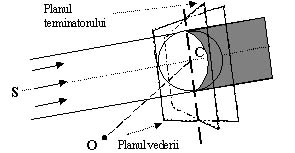 Planul
terminatorului
C
S
O
Planul vederii